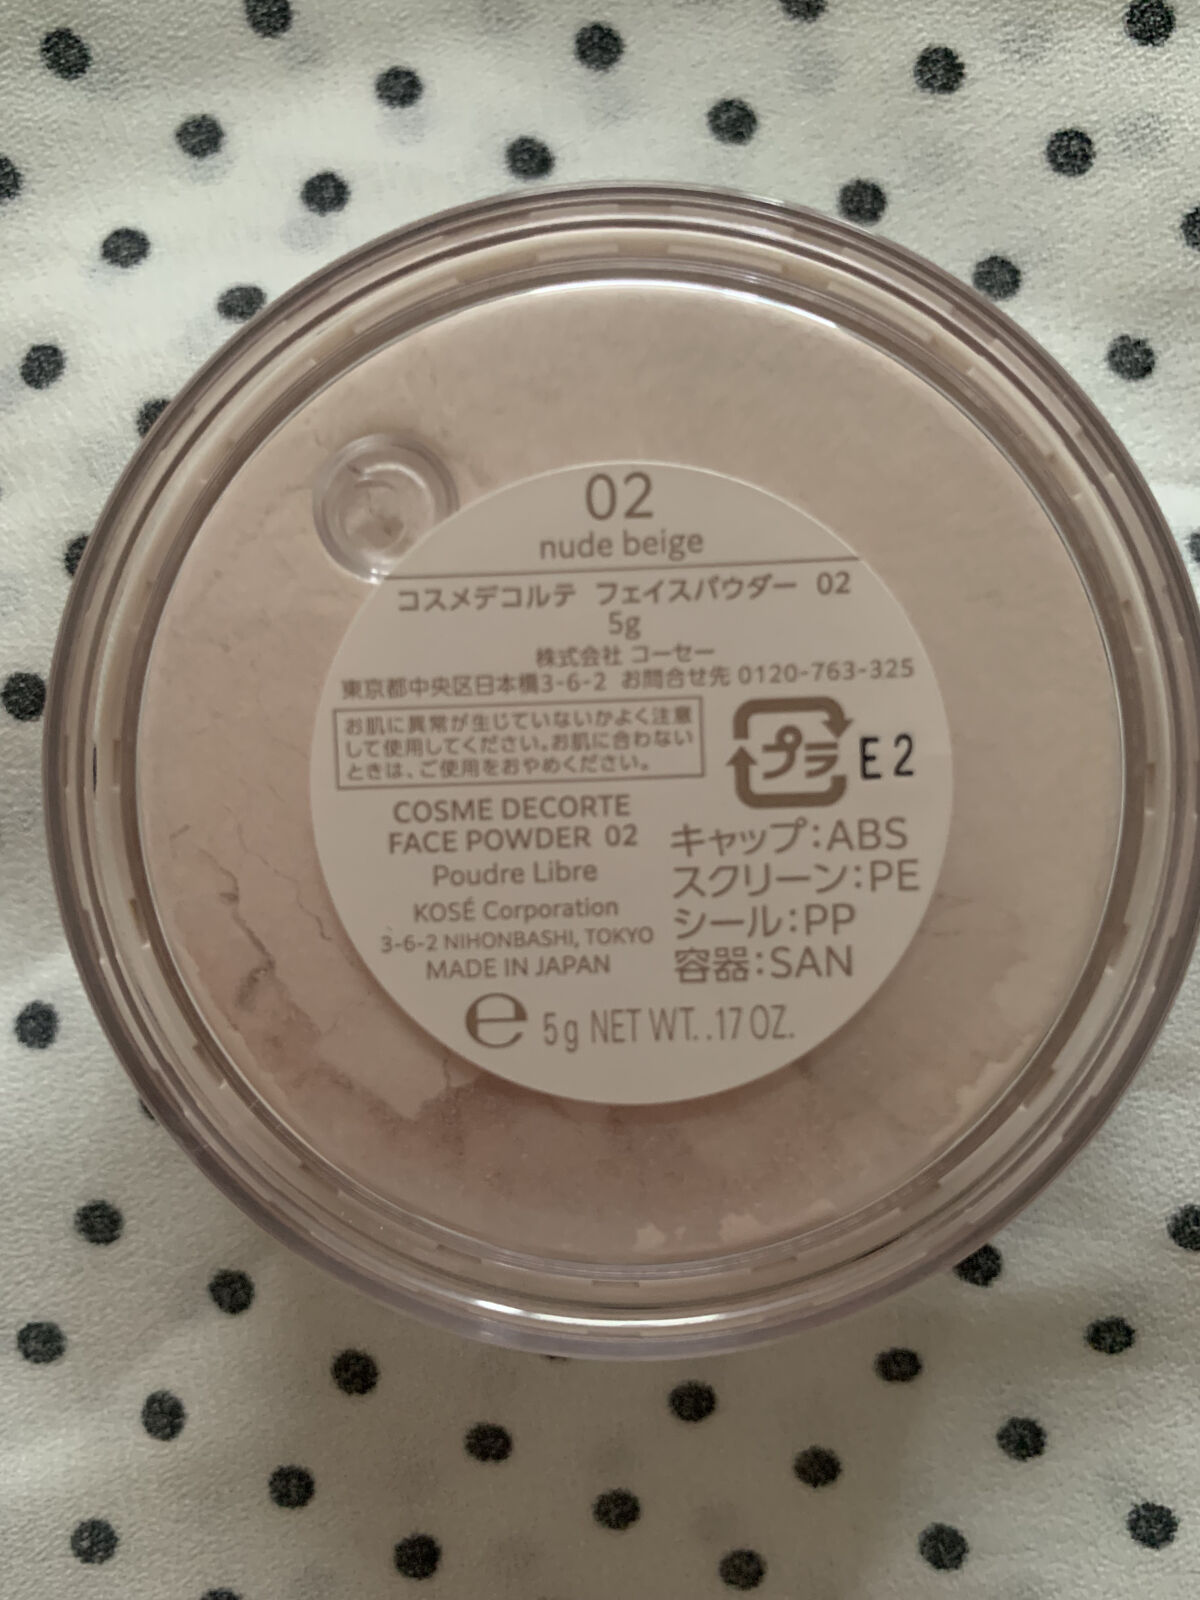 02
nude beige
コスメデコルテ フェイスパウダー 02
5g
株式会社 コーセー
東京都中央区日本橋3-6-2 お問合せ先 0120-763-325
お肌に異常が生じていないかよく注意
して使用してください。お肌に合わない
ときは、ご使用をおやめください。
プラ
E2
COSME DECORTE
FACE POWDER 02
Poudre Libre
KOSÉ Corporation
3-6-2 NIHONBASHI, TOKYO
MADE IN JAPAN
キャップ:ABS
スクリーン:PE
シール:PP
容器:SAN
e 5g NET WT. .17 OZ.